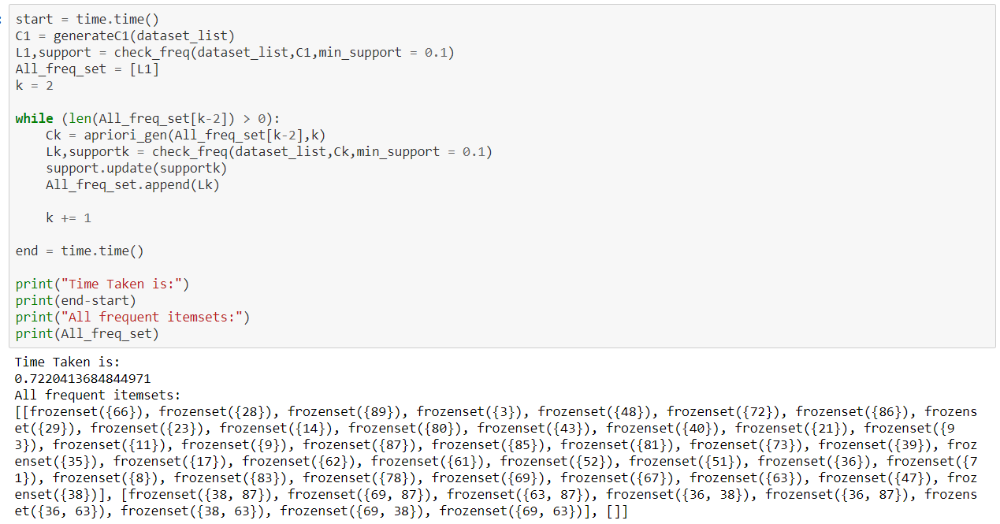 start = time.time()
C1 = generateC1(dataset_list)
L1,support = check_freq(dataset_list,C1,min_support = 0.1)
All_freq_set = [L1]
k = 2
while (len(All_freq_set[k-2]) > 0):
    Ck = apriori_gen(All_freq_set[k-2],k)
    Lk,supportk = check_freq(dataset_list,Ck,min_support = 0.1)
    support.update(supportk)
    All_freq_set.append(Lk)
    k += 1
end = time.time()
print("Time Taken is:")
print(end-start)
print("All frequent itemsets:")
print(All_freq_set)
Time Taken is:
0.7220413684844971
All frequent itemsets:
[[frozenset({66}), frozenset({28}), frozenset({89}), frozenset({3}), frozenset({48}), frozenset({72}), frozenset({86}), frozens
et({29}), frozenset({23}), frozenset({14}), frozenset({80}), frozenset({43}), frozenset({40}), frozenset({21}), frozenset({9
3}), frozenset({11}), frozenset({9}), frozenset({87}), frozenset({85}), frozenset({81}), frozenset({73}), frozenset({39}), froz
enset({35}), frozenset({17}), frozenset({62}), frozenset({61}), frozenset({52}), frozenset({51}), frozenset({36}), frozenset({7
1}), frozenset({8}), frozenset({83}), frozenset({78}), frozenset({69}), frozenset({67}), frozenset({63}), frozenset({47}), froz
enset({38})], [frozenset({38, 87}), frozenset({69, 87}), frozenset({63, 87}), frozenset({36, 38}), frozenset({36, 87}), frozens
et({36, 63}), frozenset({38, 63}), frozenset({69, 38}), frozenset({69, 63})], []]